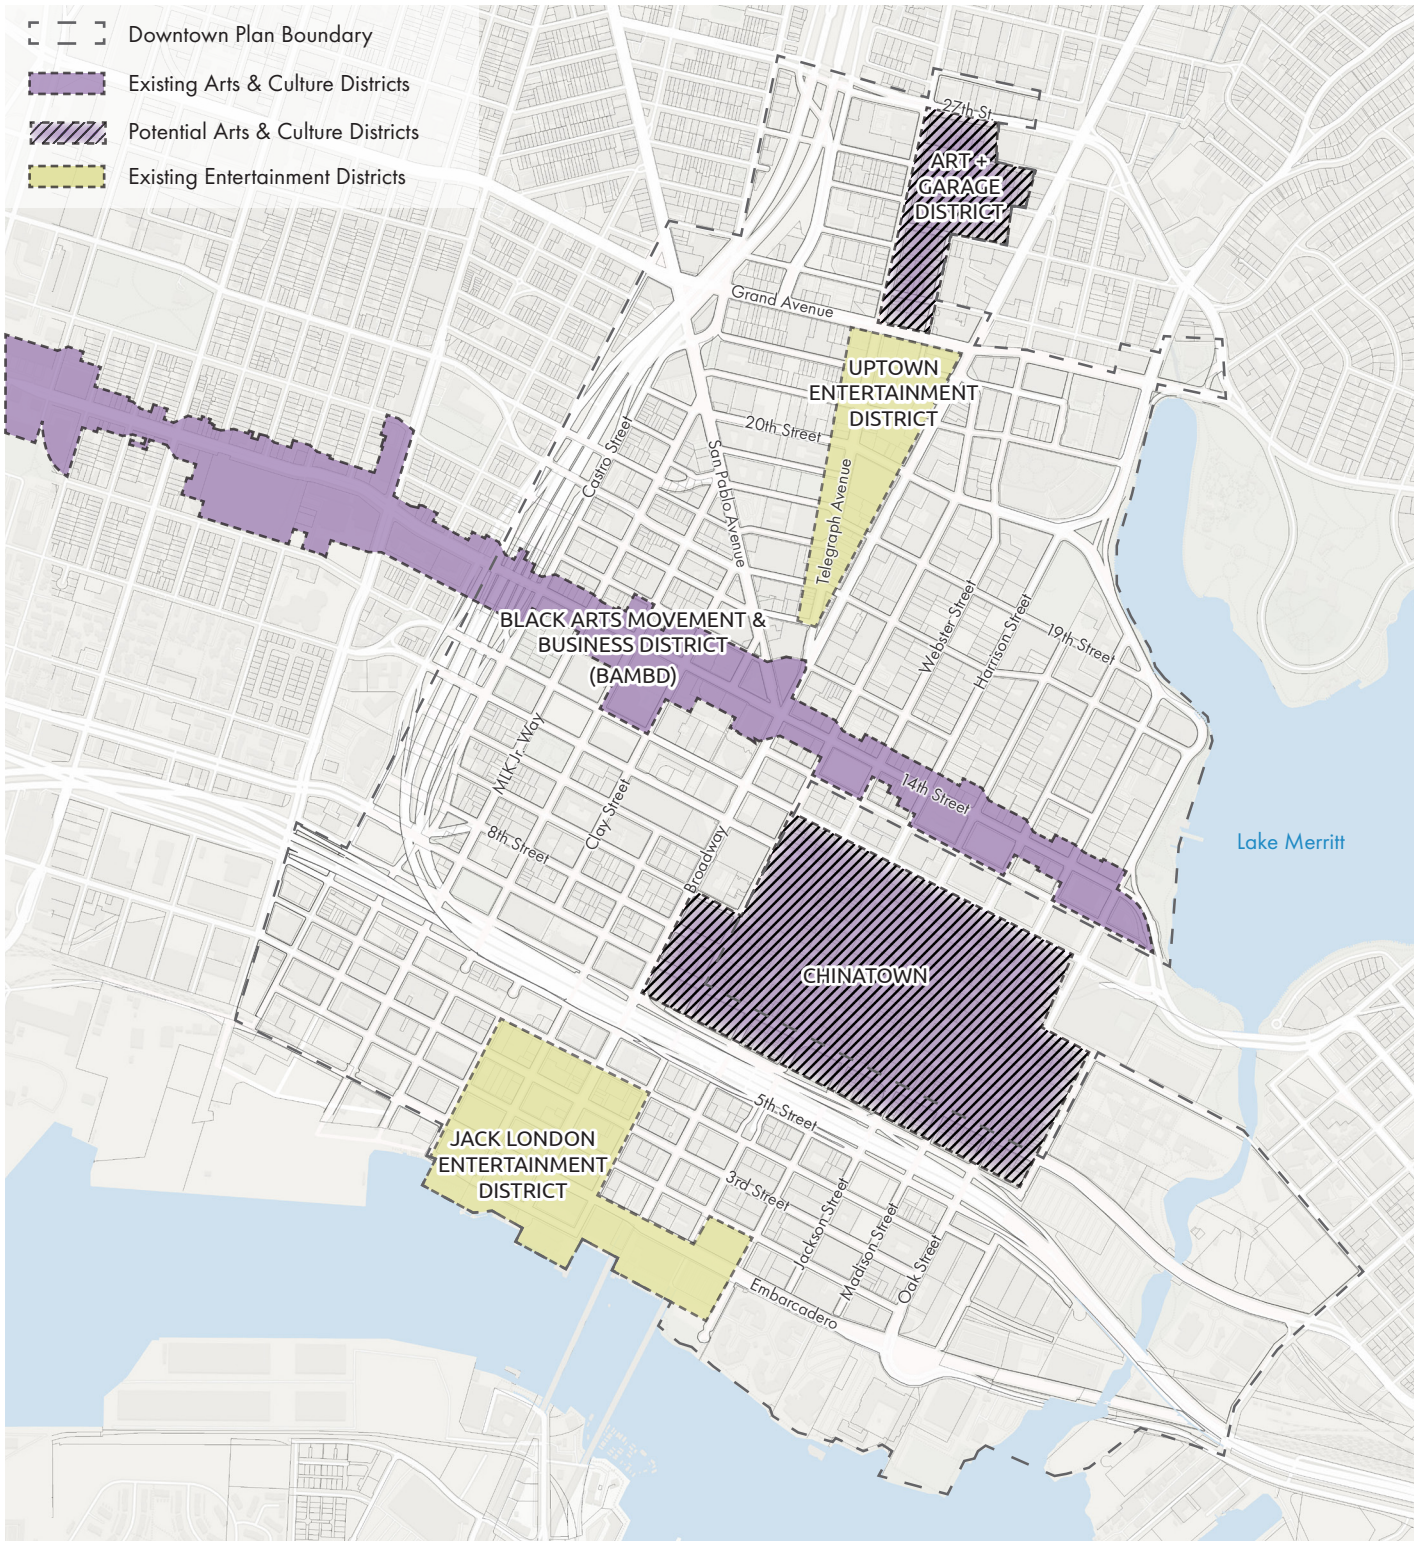 Downtown Plan Boundary
Existing Arts & Culture Districts
Potential Arts & Culture Districts
Existing Entertainment Districts
27th St
ART +
GARAGE
DISTRICT
Grand Avenue
UPTOWN
ENTERTAINMENT
DISTRICT
20th Street
Castro Street
San Pablo Avenue
Telegraph Avenue
Webster Street
Harrison Street
19th Street
BLACK ARTS MOVEMENT &
BUSINESS DISTRICT
(BAMBD)
MLK Jr. Way
Clay Street
8th Street
Broadway
14th Street
Lake Merritt
CHINATOWN
5th Street
JACK LONDON
ENTERTAINMENT
DISTRICT
3rd Street
Jackson Street
Madison Street
Oak Street
Embarcadero